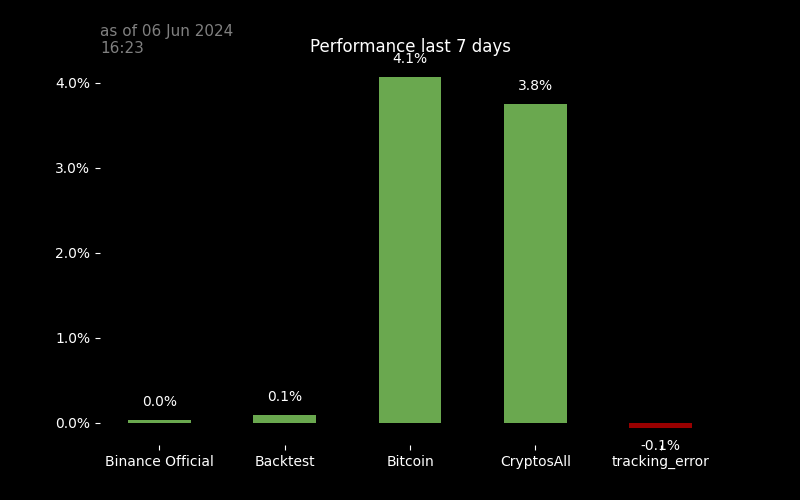 as of 06 Jun 2024
16:23
Performance last 7 days
4.1%
4.0%
3.8%
3.0%
2.0%
1.0%
0.0%
0.1%
0.0%
-0.1%
Binance Official
Backtest
Bitcoin
CryptosAll
tracking_error